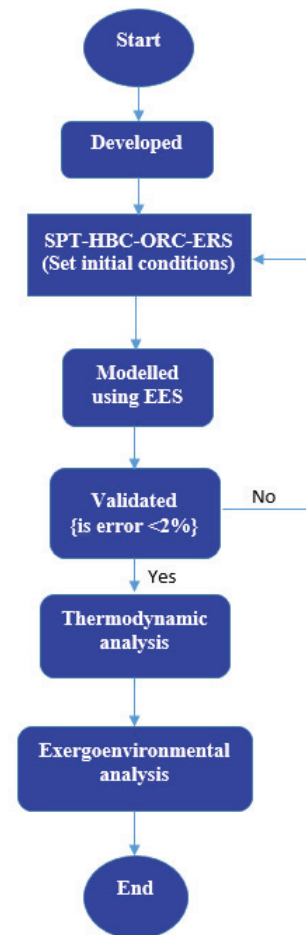 Start
Developed
SPT-HBC-ORC-ERS
(Set initial conditions)
Modelled
using EES
Validated
{is error <2%}
No
Yes
Thermodynamic
analysis
Exergoenvironmental
analysis
End